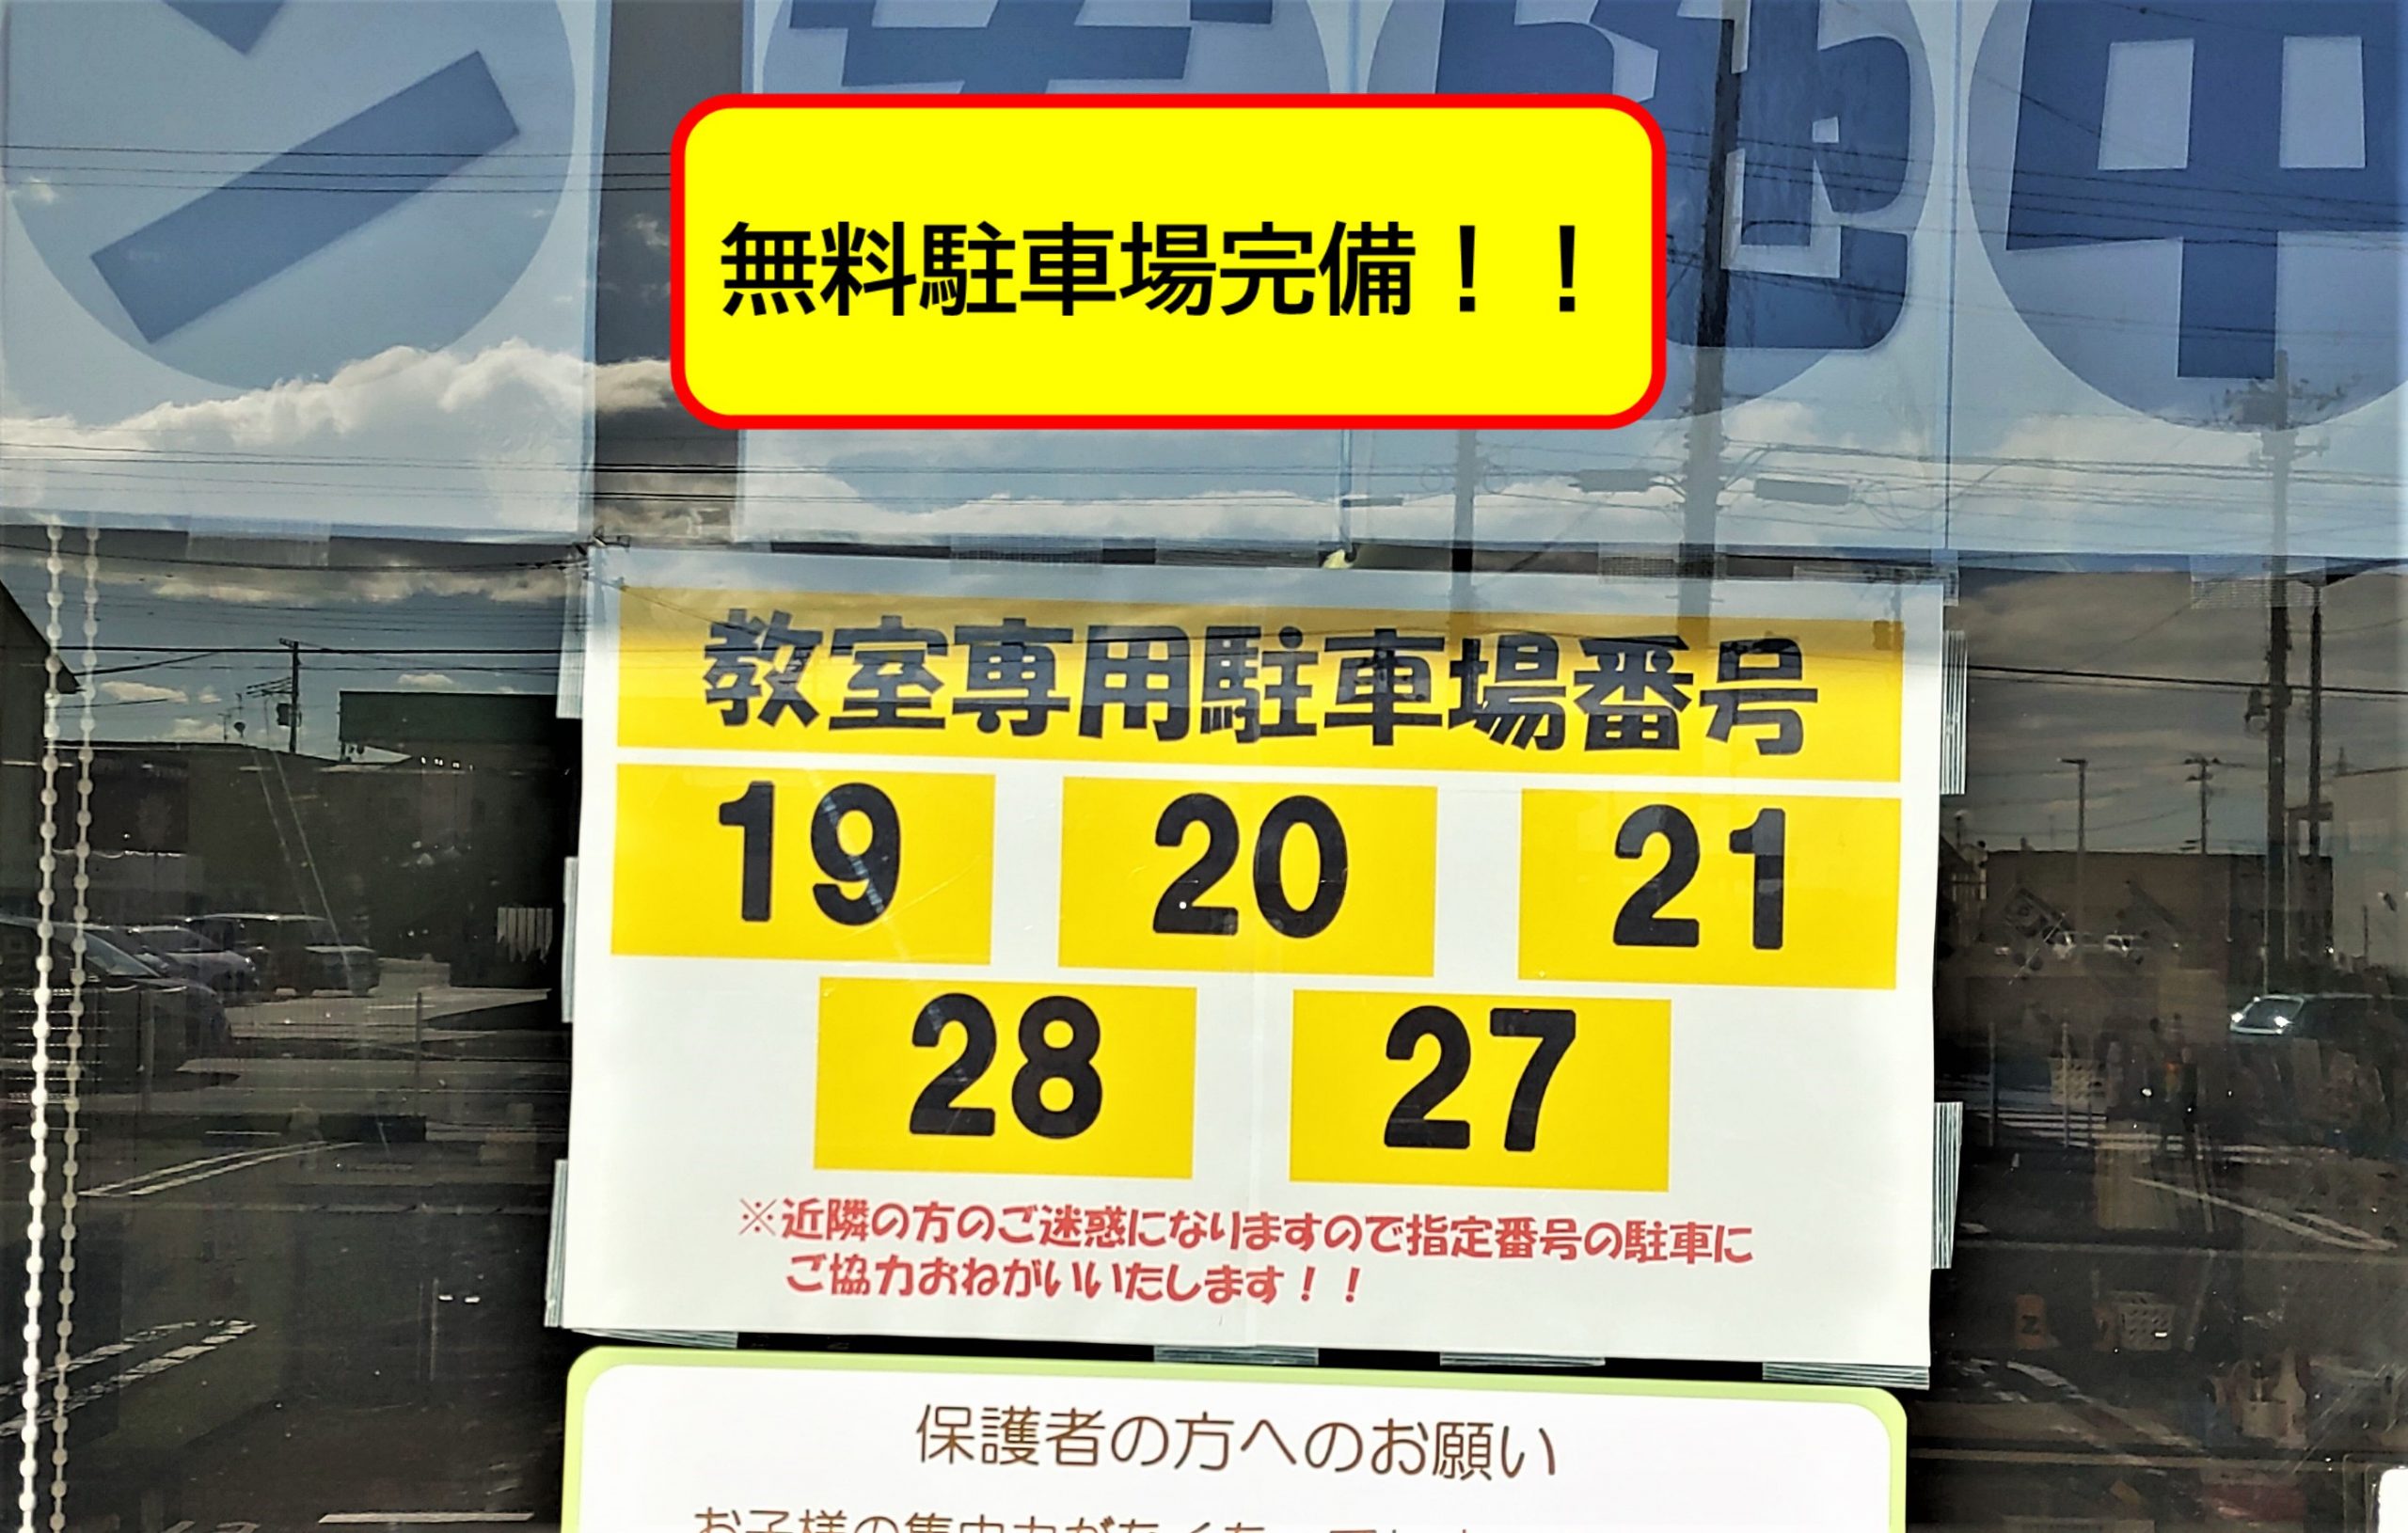 中
無料駐車場完備！！
教室専用駐車場番号
19 20 21
28 27
※近隣の方のご迷惑になりますので指定番号の駐車に
ご協力おねがいいたします！！
保護者の方へのお願い